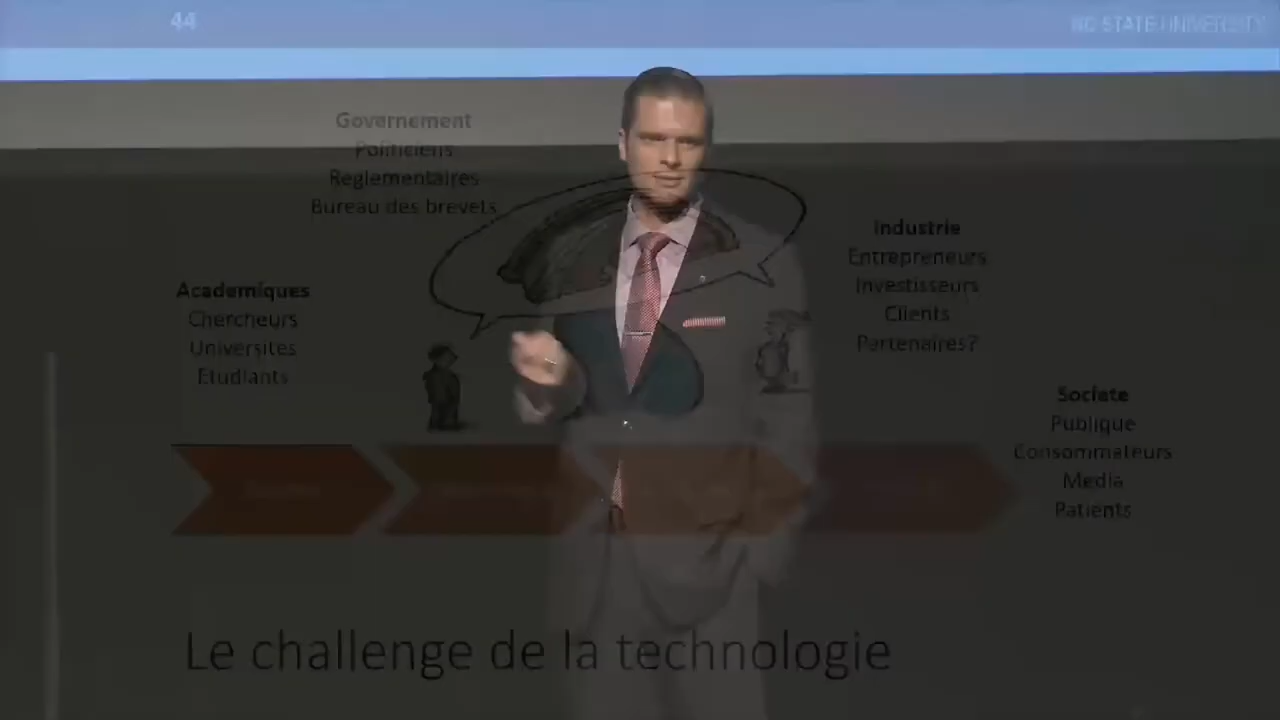 44
NC STATE UNIVERSITY
Governement
Politiciens
Reglementaires
Bureau des brevets
Industrie
Entrepreneurs
Investisseurs
Clients
Partenaires?
Academiques
Chercheurs
Universites
Etudiants
Societe
Publique
Consommateurs
Media
Patients
Le challenge de la technologie